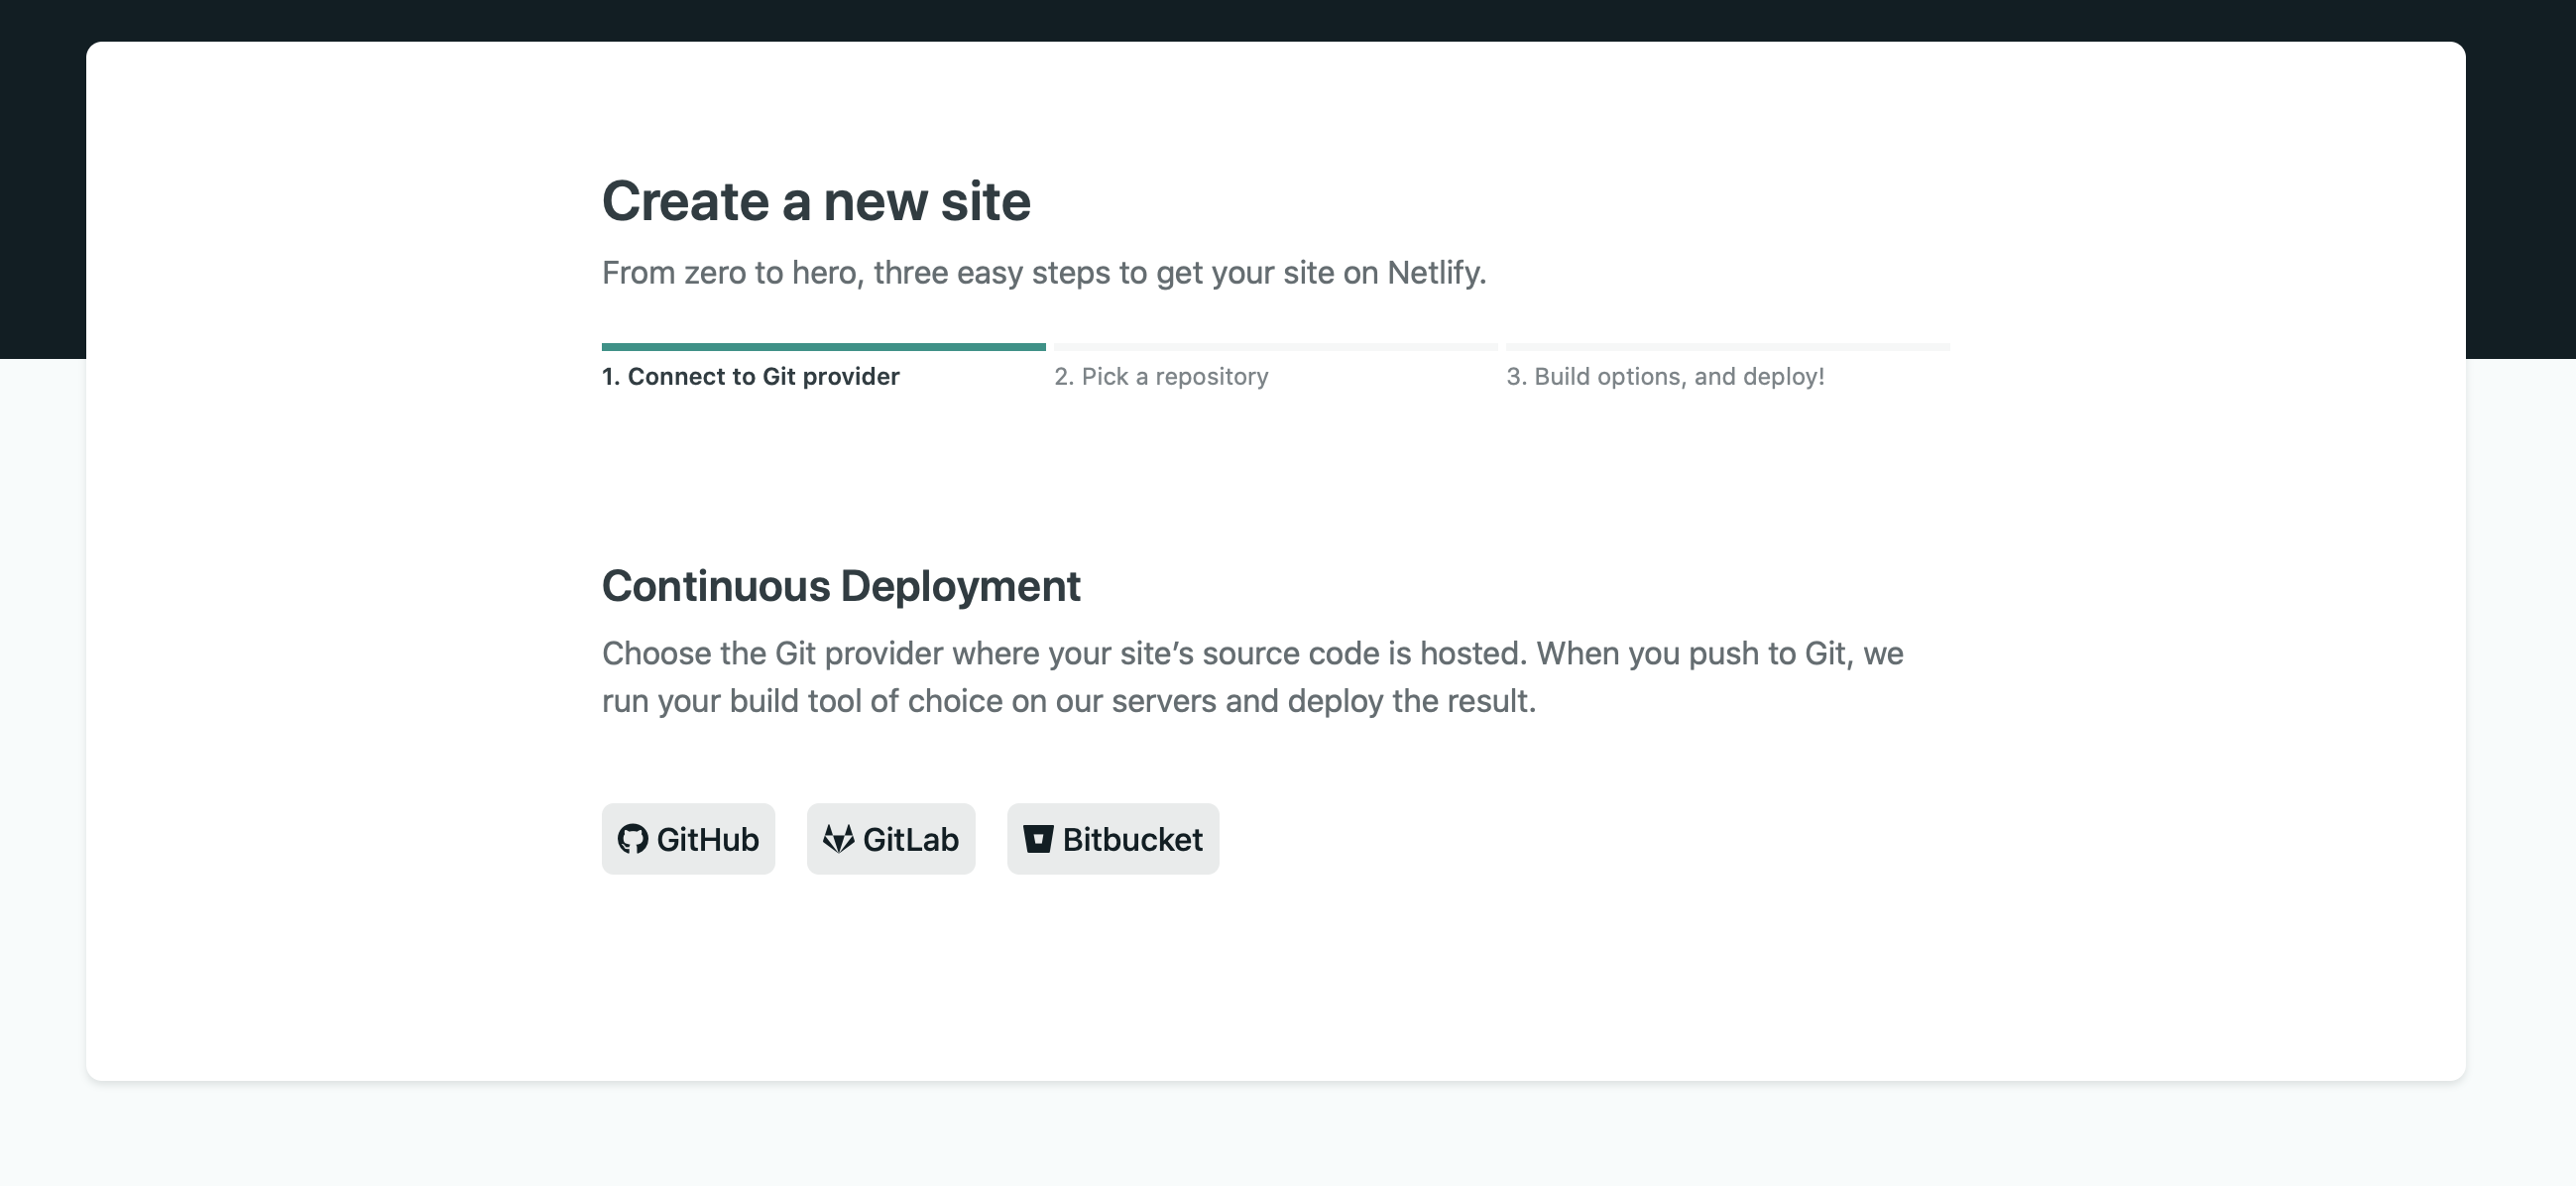 Create a new site
From zero to hero, three easy steps to get your site on Netlify.
1. Connect to Git provider
2. Pick a repository
3. Build options, and deploy!
Continuous Deployment
Choose the Git provider where your site’s source code is hosted. When you push to Git, we
run your build tool of choice on our servers and deploy the result.
GitHub
GitLab
Bitbucket